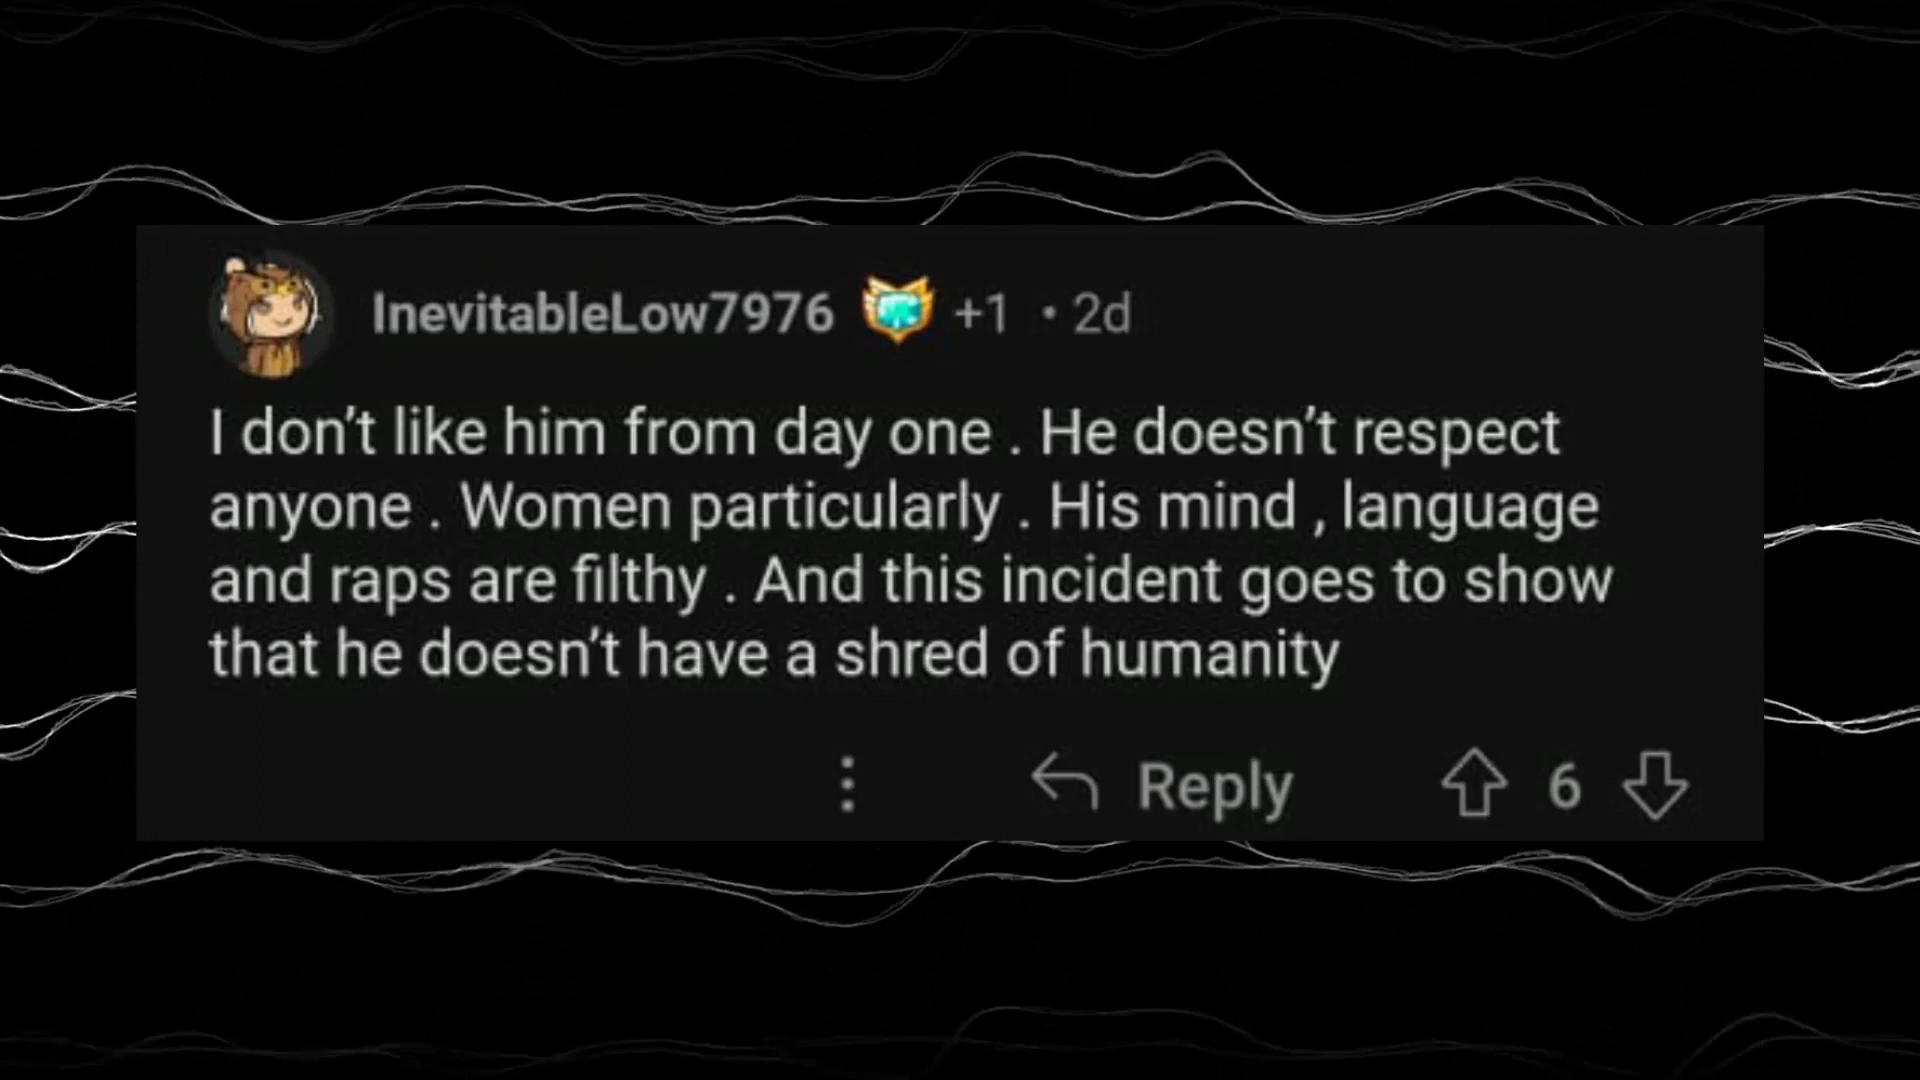 InevitableLow7976 +1 • 2d
I don’t like him from day one . He doesn’t respect
anyone . Women particularly . His mind , language
and raps are filthy . And this incident goes to show
that he doesn’t have a shred of humanity
Reply 6